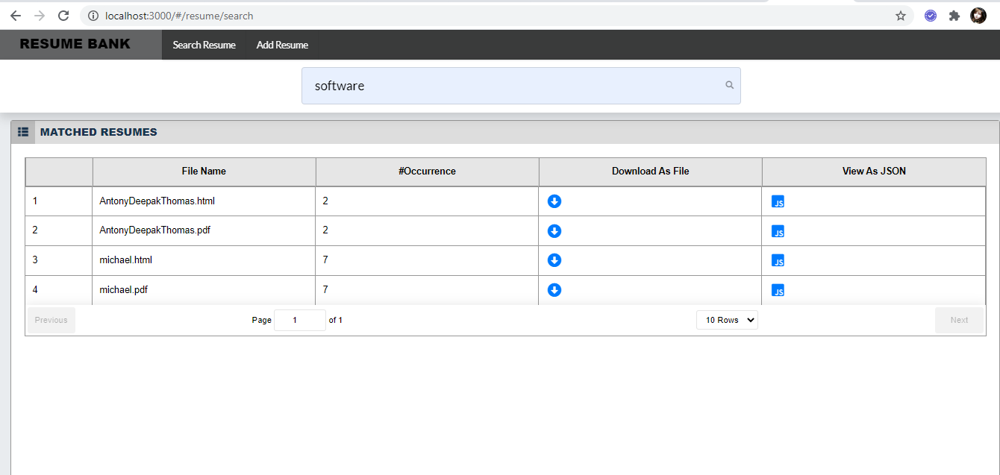 localhost:3000/#/resume/search
RESUME BANK Search Resume Add Resume
software
MATCHED RESUMES
File Name #Occurrence Download As File View As JSON
1 AntonyDeepakThomas.html 2 JS
2 AntonyDeepakThomas.pdf 2 JS
3 michael.html 7 JS
4 michael.pdf 7 JS
Previous Page 1 of 1 10 Rows Next